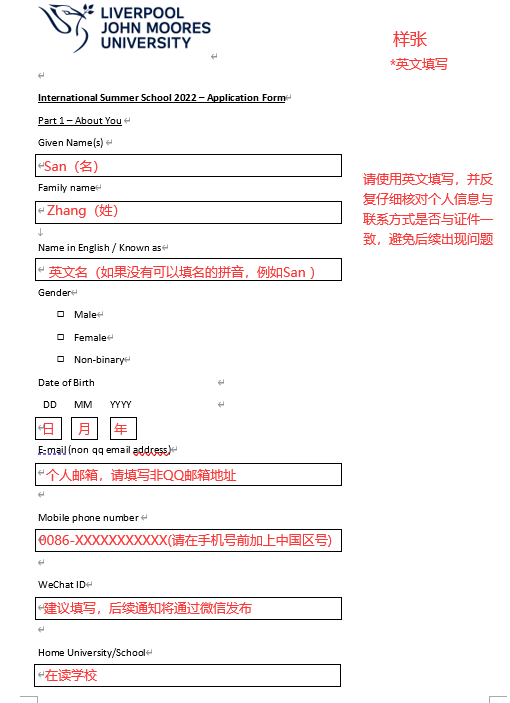 LIVERPOOL
JOHN MOORES
UNIVERSITY
样张
*英文填写
International Summer School 2022 – Application Form
Part 1 – About You
Given Name(s)
San（名）
请使用英文填写，并反
复仔细核对个人信息与
联系方式是否与证件一
致，避免后续出现问题
Family name
Zhang（姓）
Name in English / Known as
英文名（如果没有可以填名的拼音，例如San ）
Gender
Male
Female
Non-binary
Date of Birth
DD MM YYYY
日 月 年
E-mail (non qq email address)
个人邮箱，请填写非QQ邮箱地址
Mobile phone number
0086-XXXXXXXXXXX(请在手机号前加上中国区号)
WeChat ID
建议填写，后续通知将通过微信发布
Home University/School
在读学校